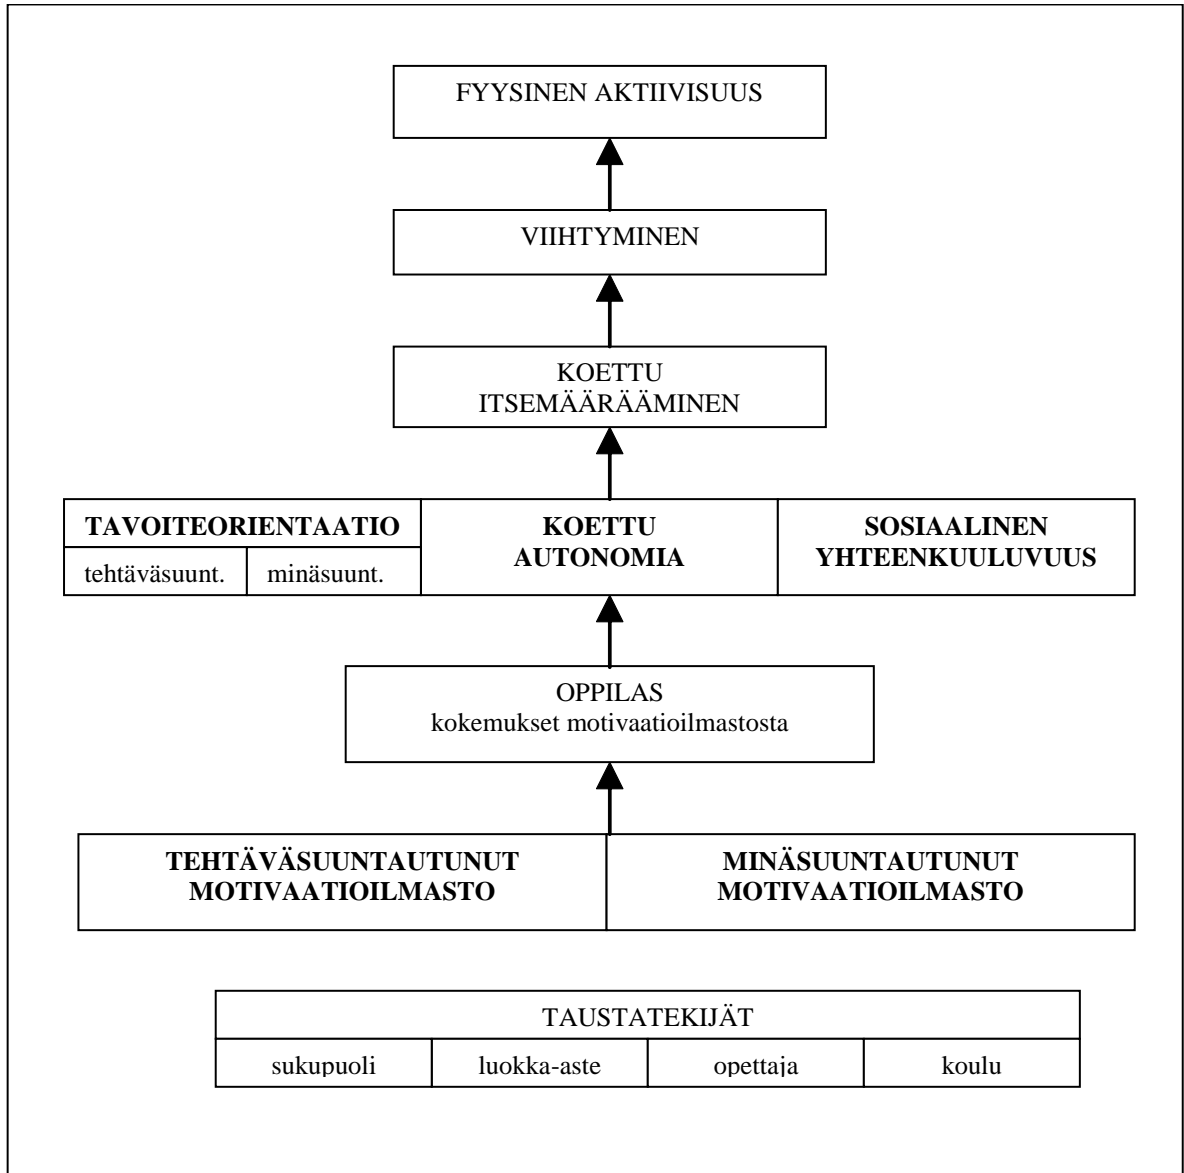 FYYSINEN AKTIIVISUUS
VIIHTYMINEN
KOETTU
ITSEMÄÄRÄÄMINEN
TAVOITEORIENTAATIO
tehtäväsuunt.
minäsuunt.
KOETTU
AUTONOMIA
SOSIAALINEN
YHTEENKUULUVUUS
OPPILAS
kokemukset motivaatioilmastosta
TEHTÄVÄSUUNTAUTUNUT
MOTIVAATIOILMASTO
MINÄSUUNTAUTUNUT
MOTIVAATIOILMASTO
TAUSTATEKIJÄT
sukupuoli
luokka-aste
opettaja
koulu